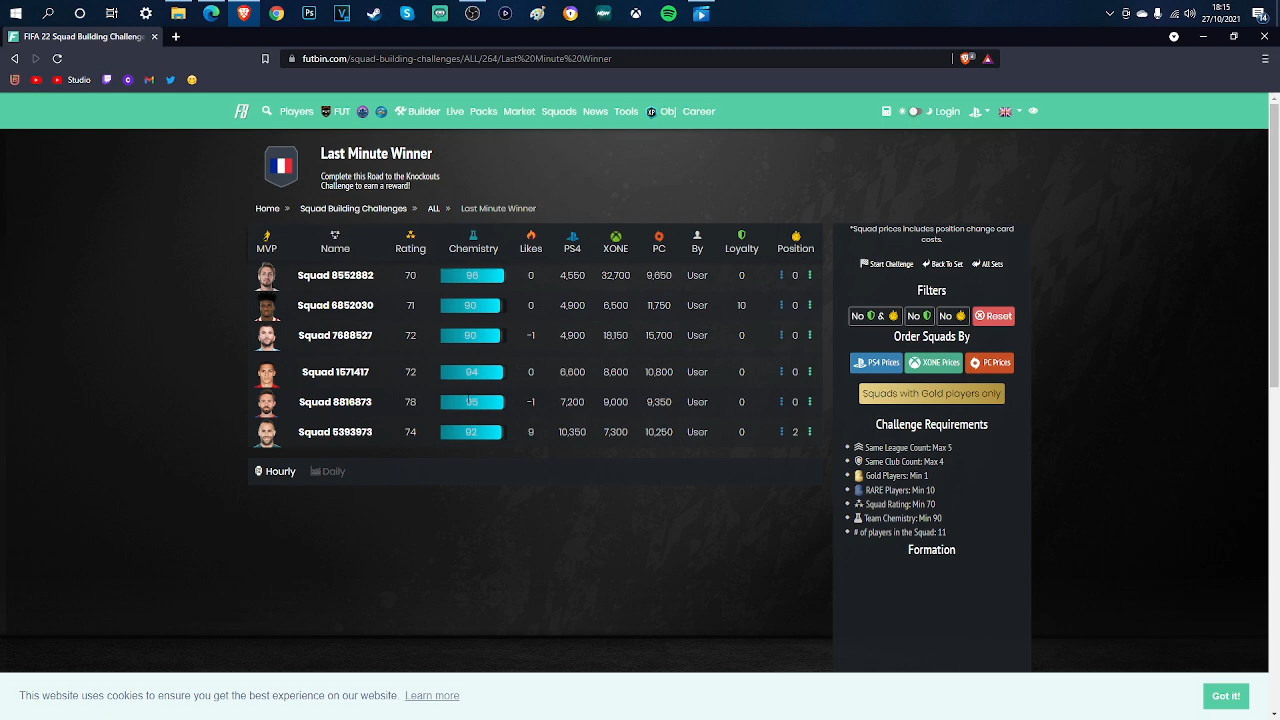 18:15
27/10/2021
14
FIFA 22 Squad Building Challenge
futbin.com/squad-building-challenges/ALL/264/Last%20Minute%20Winner
Studio
Players FUT Builder Live Packs Market Squads News Tools Obj Career Login
Last Minute Winner
Complete this Road to the Knockouts
Challenge to earn a reward!
Home » Squad Building Challenges » ALL » Last Minute Winner
MVP Name Rating Chemistry Likes PS4 XONE PC By Loyalty Position
Squad 8552882 70 96 0 4,550 32,700 9,650 User 0 0
Squad 6852030 71 90 0 4,900 6,500 11,750 User 10 0
Squad 7688527 72 90 -1 4,900 18,150 15,700 User 0 0
Squad 1571417 72 94 0 6,600 8,600 10,800 User 0 0
Squad 8816873 78 95 -1 7,200 9,000 9,350 User 0 0
Squad 5393973 74 92 9 10,350 7,300 10,250 User 0 2
Hourly Daily
*Squad prices includes position change card
costs.
Start Challenge Back To Set All Sets
Filters
No & No No Reset
Order Squads By
PS4 Prices XONE Prices PC Prices
Squads with Gold players only
Challenge Requirements
Same League Count: Max 5
Same Club Count: Max 4
Gold Players: Min 1
RARE Players: Min 10
Squad Rating: Min 70
Team Chemistry: Min 90
# of players in the Squad: 11
Formation
This website uses cookies to ensure you get the best experience on our website. Learn more
Got it!